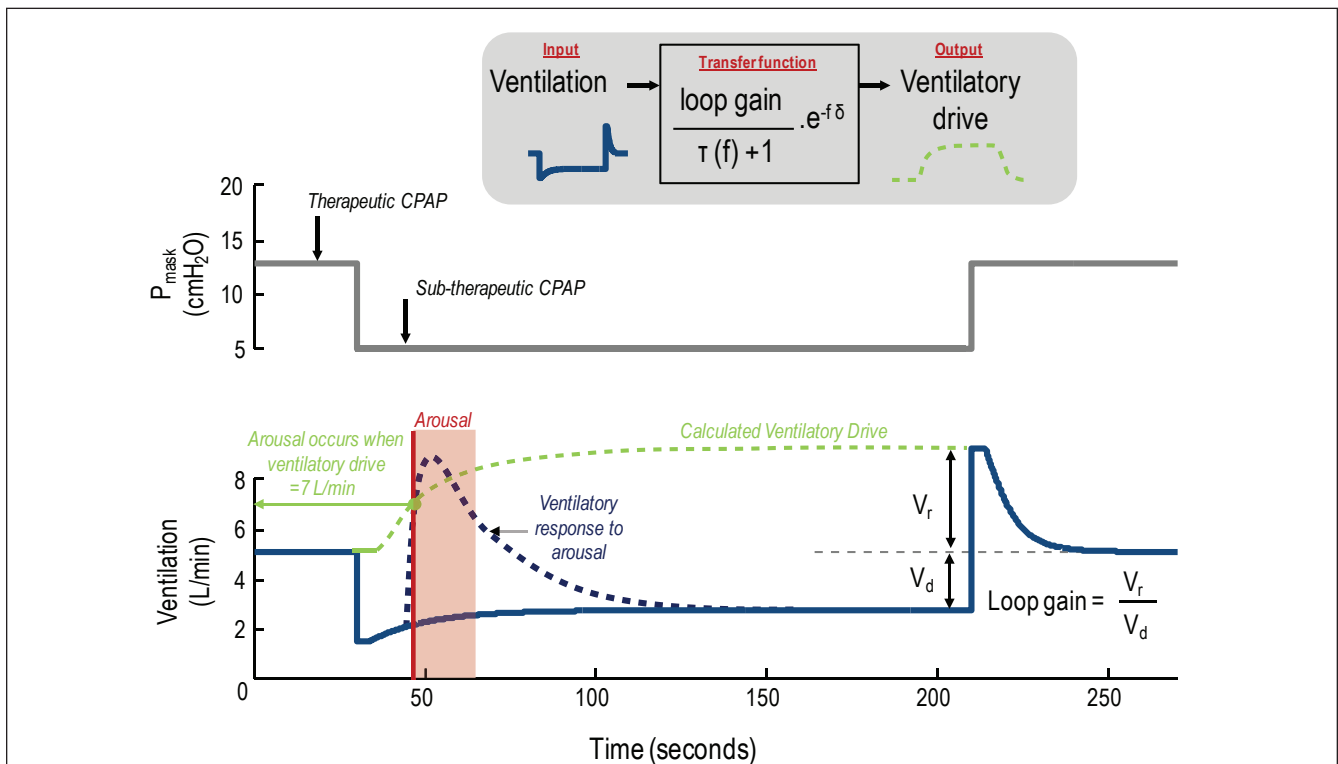 Input
Transfer function
Output
Ventilation
loop gain
τ (f) +1
.e-f δ
Ventilatory
drive
20
15
10
5
Pmask
(cmH2O)
Therapeutic CPAP
Sub-therapeutic CPAP
Arousal occurs when
ventilatory drive
=7 L/min
Arousal
Calculated Ventilatory Drive
Ventilatory
response to
arousal
8
6
4
2
0
Ventilation
(L/min)
Vr
Vd
Loop gain =
Vr
Vd
50
100
150
200
250
Time (seconds)